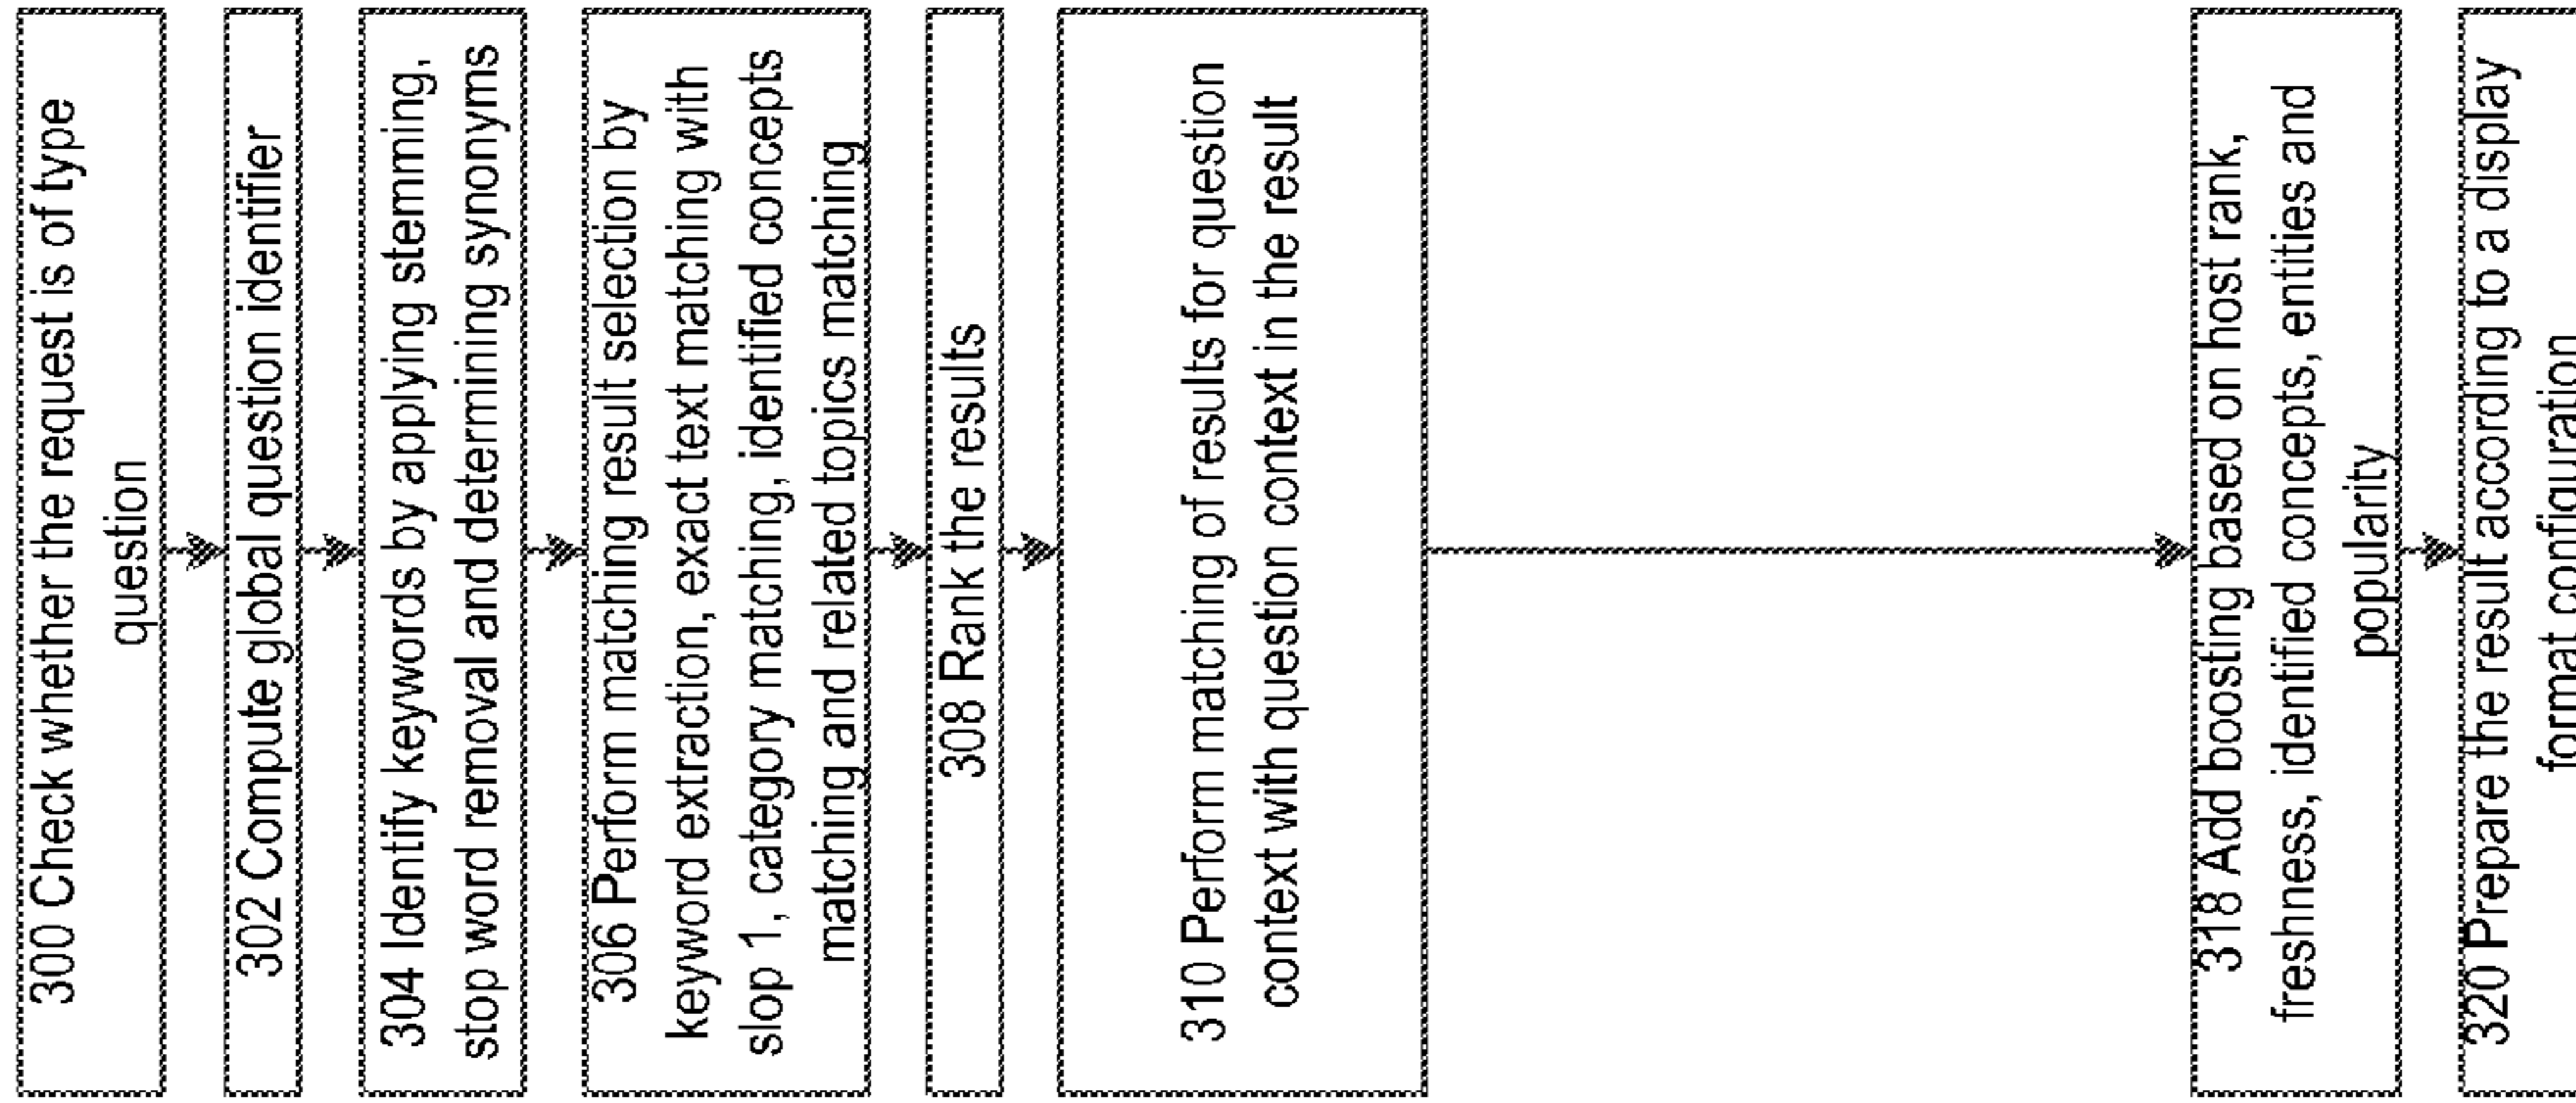 300 Check whether the request is of type
question
302 Compute global question identifier
304 Identify keywords by applying stemming,
stop word removal and determining synonyms
306 Perform matching result selection by
keyword extraction, exact text matching with
slop 1, category matching, identified concepts
matching and related topics matching
308 Rank the results
310 Perform matching of results for question
context with question context in the result
318 Add boosting based on host rank,
freshness, identified concepts, entities and
popularity
320 Prepare the result according to a display
format configuration